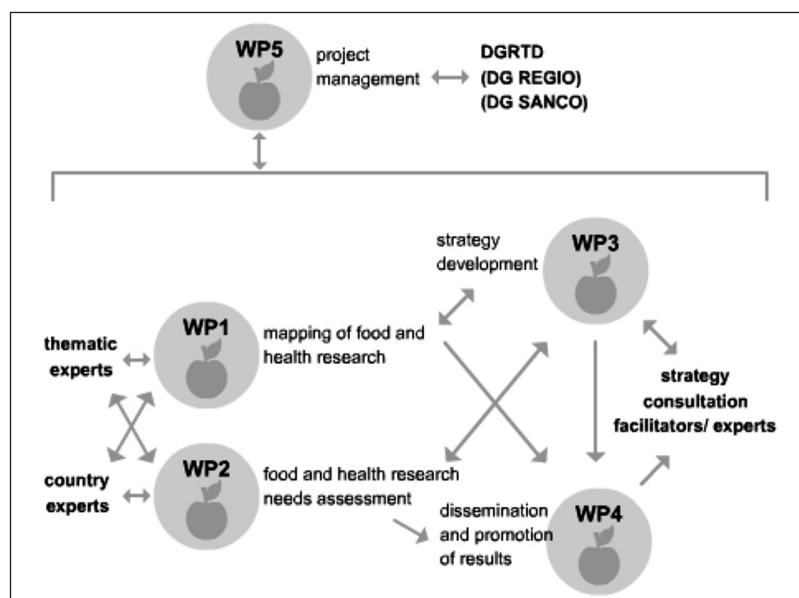 WP5
project
management
DGRTD
(DG REGIO)
(DG SANCO)
strategy
development
WP3
thematic
experts
WP1
mapping of food and
health research
strategy
consultation
facilitators/ experts
country
experts
WP2
food and health research
needs assessment
dissemination
and promotion
of results
WP4